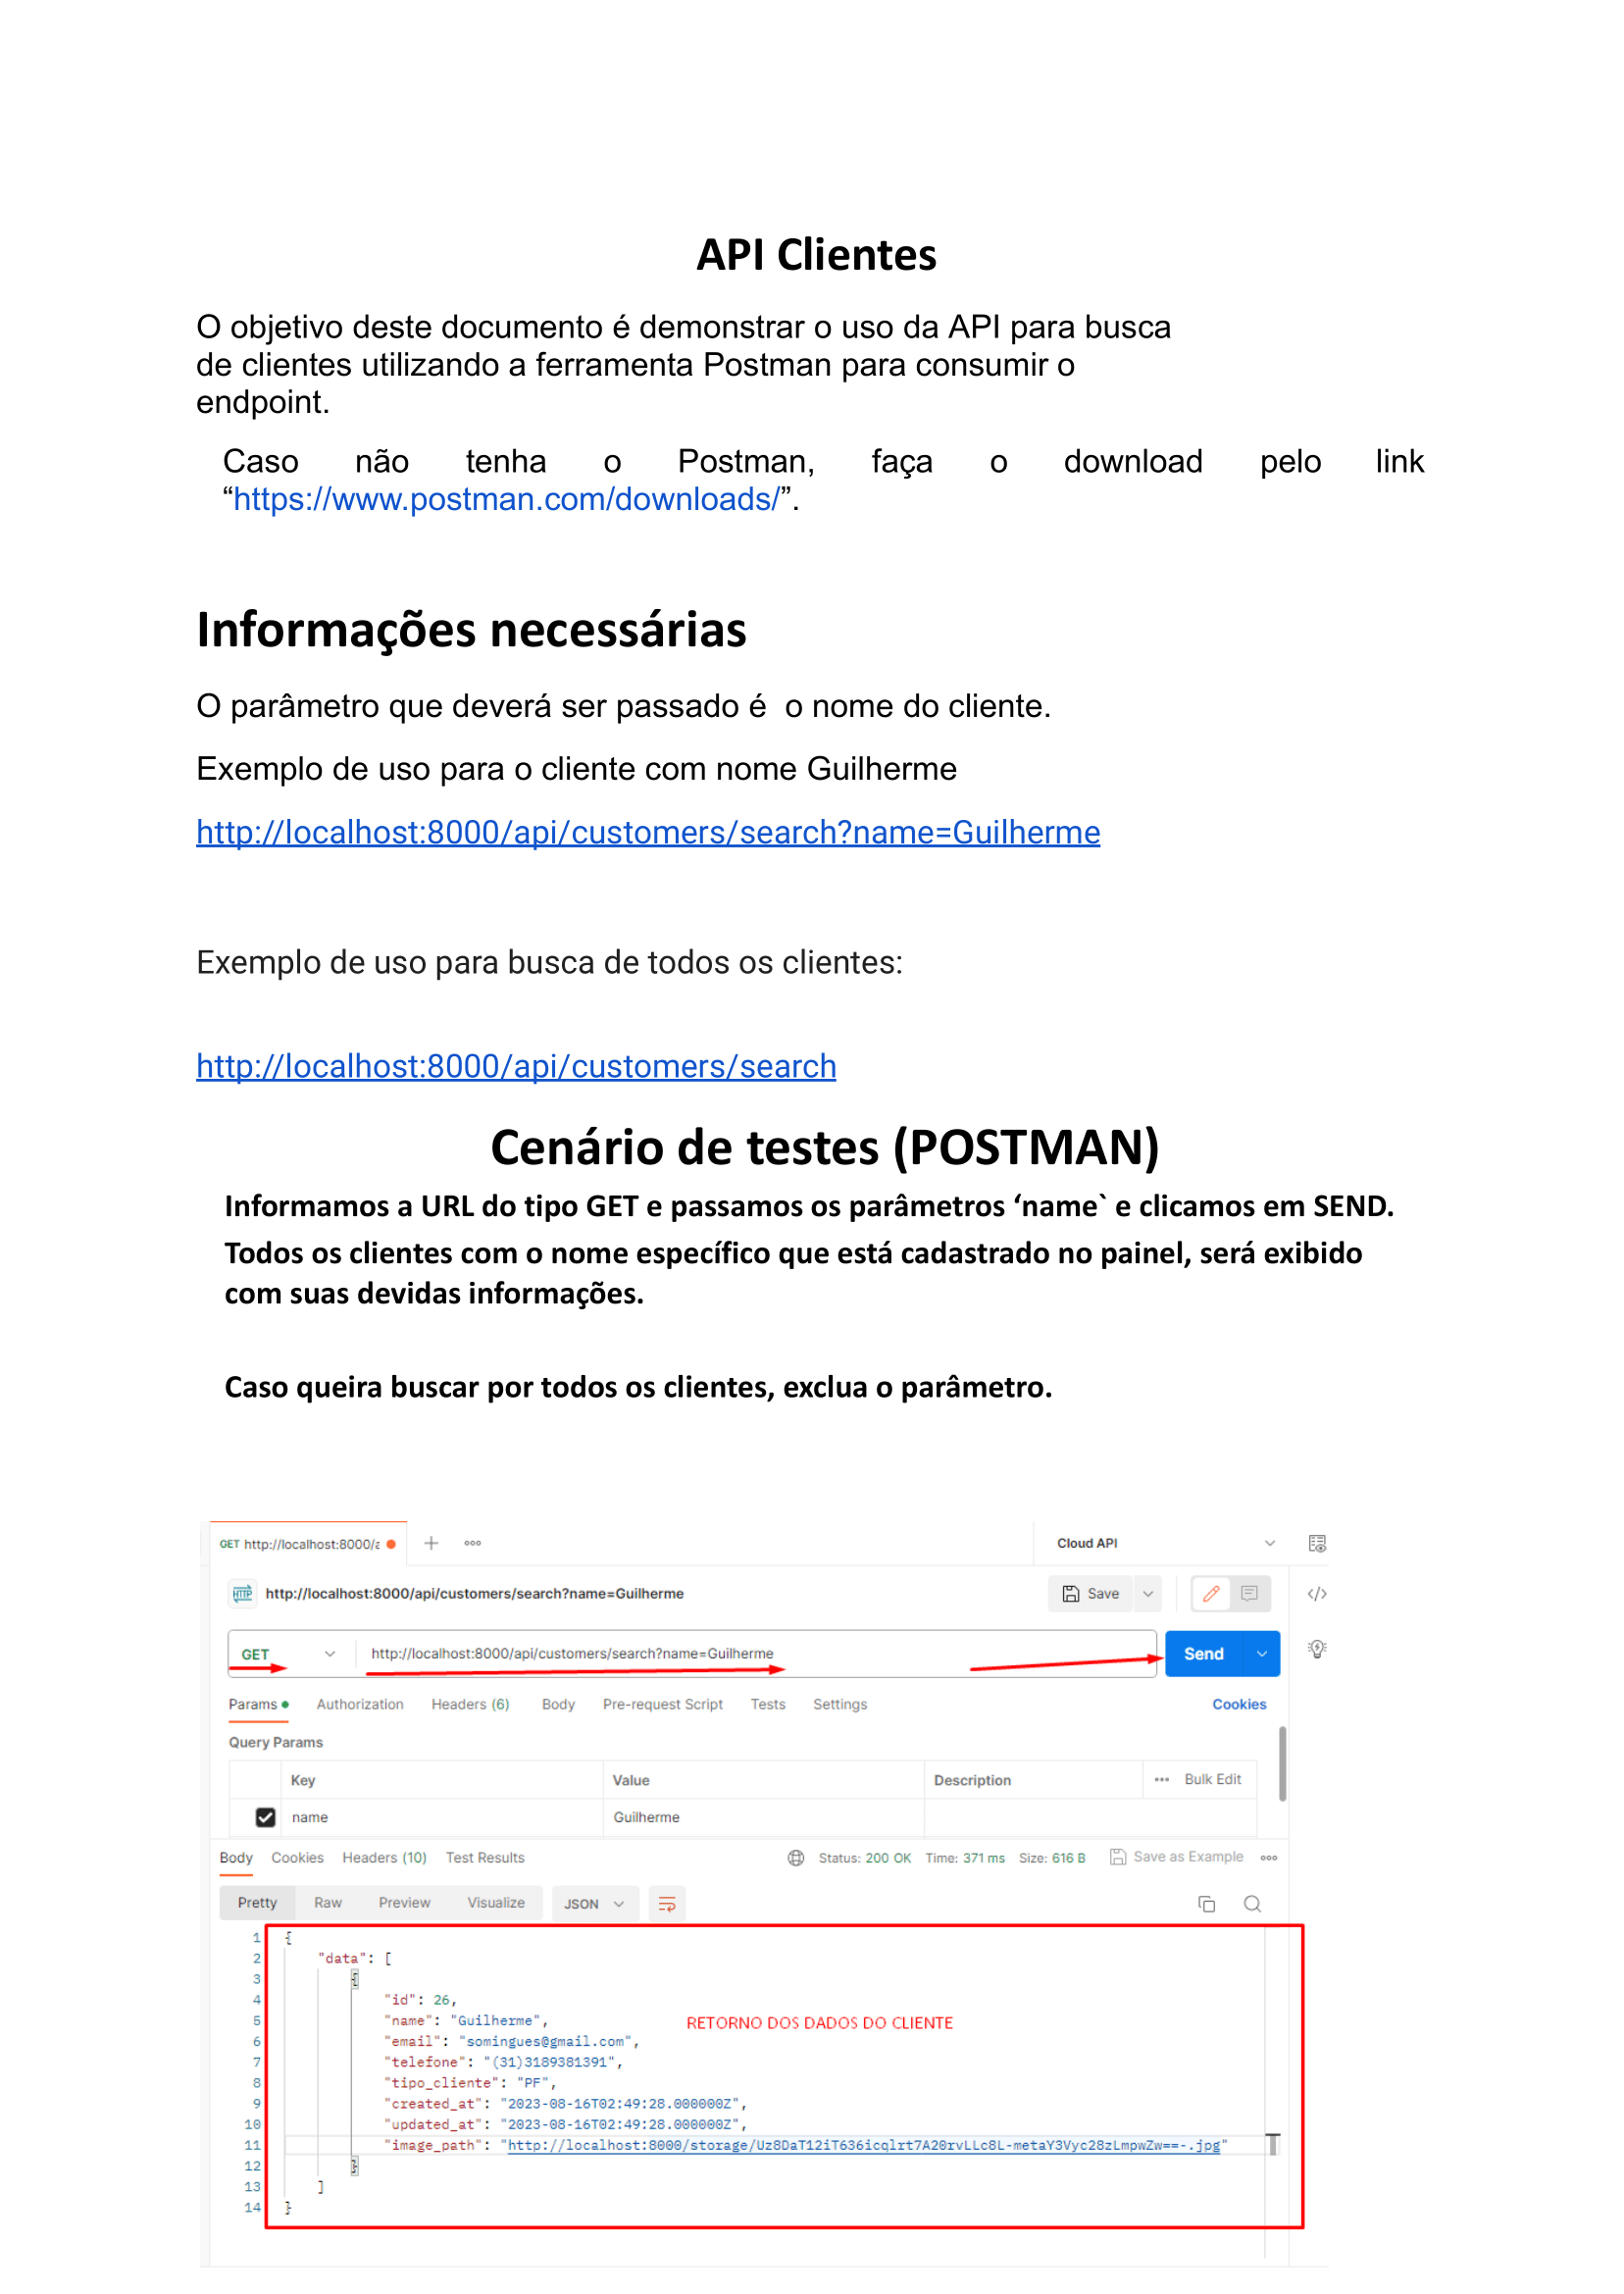 API Clientes
O objetivo deste documento é demonstrar o uso da API para busca
de clientes utilizando a ferramenta Postman para consumir o
endpoint.
Caso não tenha o Postman, faça o download pelo link
“https://www.postman.com/downloads/”.
Informações necessárias
O parâmetro que deverá ser passado é  o nome do cliente.
Exemplo de uso para o cliente com nome Guilherme
http://localhost:8000/api/customers/search?name=Guilherme
Exemplo de uso para busca de todos os clientes:
http://localhost:8000/api/customers/search
Cenário de testes (POSTMAN)
Informamos a URL do tipo GET e passamos os parâmetros ‘name` e clicamos em SEND.
Todos os clientes com o nome específico que está cadastrado no painel, será exibido
com suas devidas informações.
Caso queira buscar por todos os clientes, exclua o parâmetro.
GET http://localhost:8000/a
Cloud API
HTTP http://localhost:8000/api/customers/search?name=Guilherme Save
GET http://localhost:8000/api/customers/search?name=Guilherme Send
Params Authorization Headers (6) Body Pre-request Script Tests Settings Cookies
Query Params
Key Value Description Bulk Edit
name Guilherme
Body Cookies Headers (10) Test Results Status: 200 OK Time: 371 ms Size: 616 B Save as Example
Pretty Raw Preview Visualize JSON
1 {
2 "data": [
3 {
4 "id": 26,
5 "name": "Guilherme", RETORNO DOS DADOS DO CLIENTE
6 "email": "somingues@gmail.com",
7 "telefone": "(31)3189381391",
8 "tipo_cliente": "PF",
9 "created_at": "2023-08-16T02:49:28.000000Z",
10 "updated_at": "2023-08-16T02:49:28.000000Z",
11 "image_path": "http://localhost:8000/storage/Uz8DaT12iT636icqlrt7A20rvLLc8L-metaY3Vyc28zLmpwZw==-.jpg"
12 }
13 ]
14 }